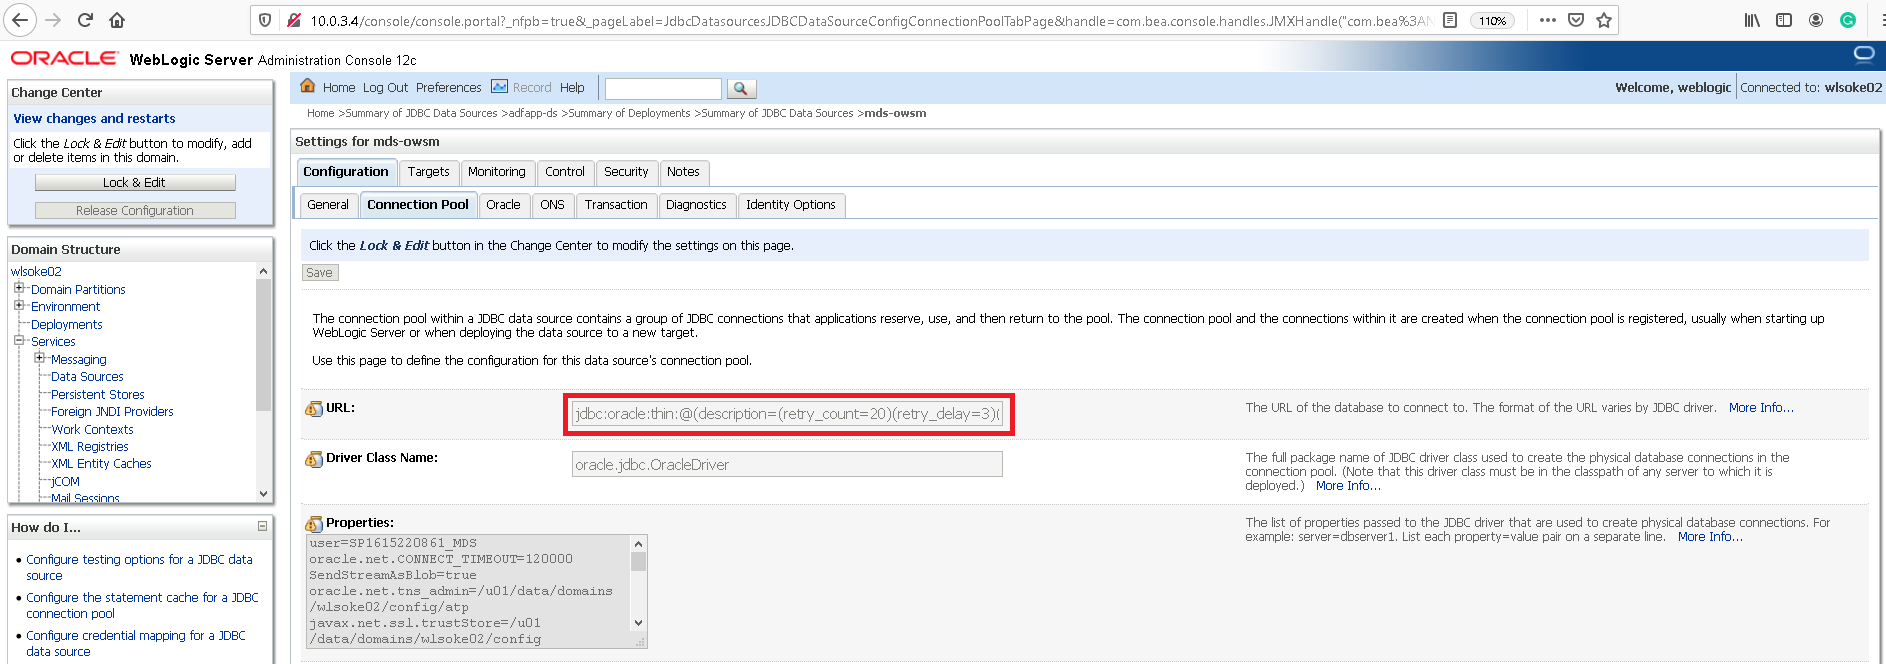 10.0.3.4/console/console.portal?_nfpb=true&_pageLabel=JdbcDatasourcesJDBCDataSourceConfigConnectionPoolTabPage&handle=com.bea.console.handles.JMXHandle("com.bea%3AN
110%
ORACLE WebLogic Server Administration Console 12c
Change Center
View changes and restarts
Click the Lock & Edit button to modify, add
or delete items in this domain.
Lock & Edit
Release Configuration
Domain Structure
wlsoke02
Domain Partitions
Environment
Deployments
Services
Messaging
Data Sources
Persistent Stores
Foreign JNDI Providers
Work Contexts
XML Registries
XML Entity Caches
jCOM
Mail Sessions
How do I...
Configure testing options for a JDBC data
source
Configure the statement cache for a JDBC
connection pool
Configure credential mapping for a JDBC
data source
Home Log Out Preferences Record Help
Welcome, weblogic Connected to: wlsoke02
Home >Summary of JDBC Data Sources >adfapp-ds >Summary of Deployments >Summary of JDBC Data Sources >mds-owsm
Settings for mds-owsm
Configuration Targets Monitoring Control Security Notes
General Connection Pool Oracle ONS Transaction Diagnostics Identity Options
Click the Lock & Edit button in the Change Center to modify the settings on this page.
Save
The connection pool within a JDBC data source contains a group of JDBC connections that applications reserve, use, and then return to the pool. The connection pool and the connections within it are created when the connection pool is registered, usually when starting up
WebLogic Server or when deploying the data source to a new target.
Use this page to define the configuration for this data source's connection pool.
URL:
jdbc:oracle:thin:@(description=(retry_count=20)(retry_delay=3)(
The URL of the database to connect to. The format of the URL varies by JDBC driver. More Info...
Driver Class Name:
oracle.jdbc.OracleDriver
The full package name of JDBC driver class used to create the physical database connections in the
connection pool. (Note that this driver class must be in the classpath of any server to which it is
deployed.) More Info...
Properties:
user=SP1615220861_MDS
oracle.net.CONNECT_TIMEOUT=120000
SendStreamAsBlob=true
oracle.net.tns_admin=/u01/data/domains
/wlsoke02/config/atp
javax.net.ssl.trustStore=/u01
/data/domains/wlsoke02/config
The list of properties passed to the JDBC driver that are used to create physical database connections. For
example: server=dbserver1. List each property=value pair on a separate line. More Info...